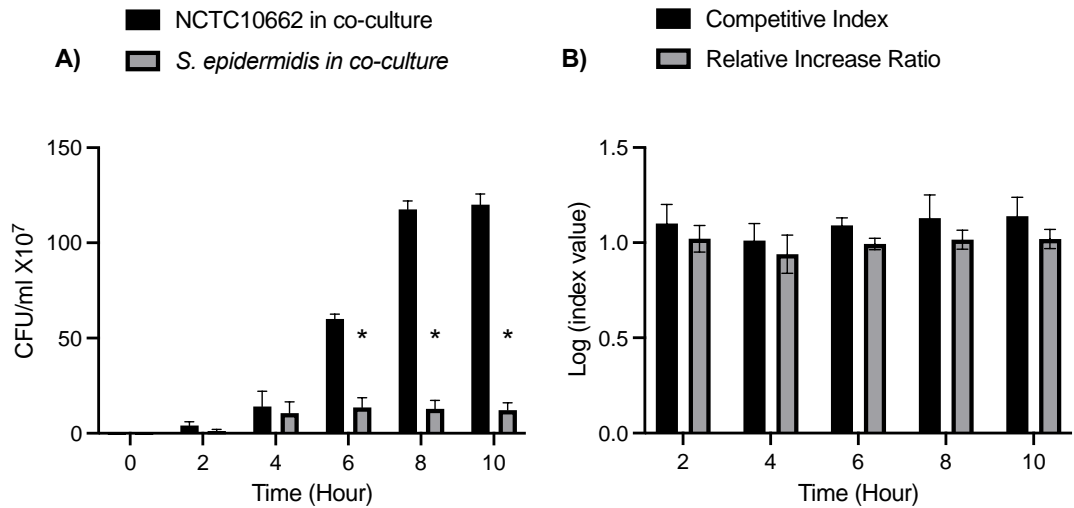 NCTC10662 in co-culture
A)
S. epidermidis in co-culture
150
100
50
0
CFU/ml X10⁷
*
*
*
0 2 4 6 8 10
Time (Hour)
Competitive Index
B)
Relative Increase Ratio
1.5
1.0
0.5
0.0
Log (index value)
2 4 6 8 10
Time (Hour)